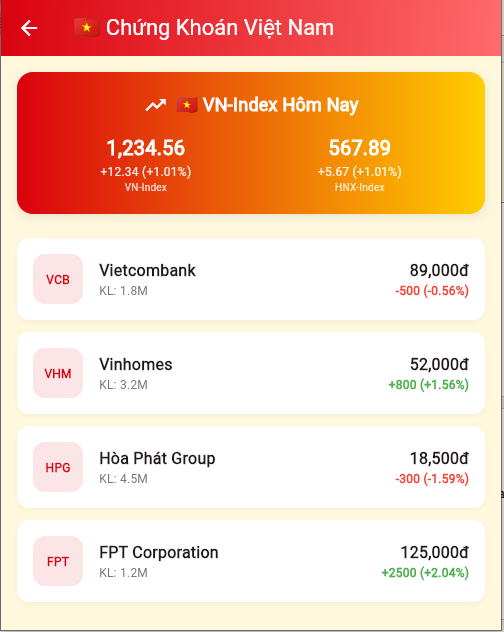 Chứng Khoán Việt Nam
VN-Index Hôm Nay
1,234.56
+12.34 (+1.01%)
VN-Index
567.89
+5.67 (+1.01%)
HNX-Index
VCB
Vietcombank
KL: 1.8M
89,000đ
-500 (-0.56%)
VHM
Vinhomes
KL: 3.2M
52,000đ
+800 (+1.56%)
HPG
Hòa Phát Group
KL: 4.5M
18,500đ
-300 (-1.59%)
FPT
FPT Corporation
KL: 1.2M
125,000đ
+2500 (+2.04%)